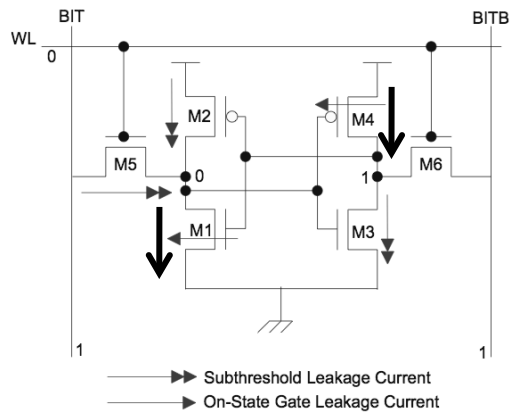 BIT
BITB
WL
0
M2
M4
M5
M6
0
1
M1
M3
1
1
Subthreshold Leakage Current
On-State Gate Leakage Current